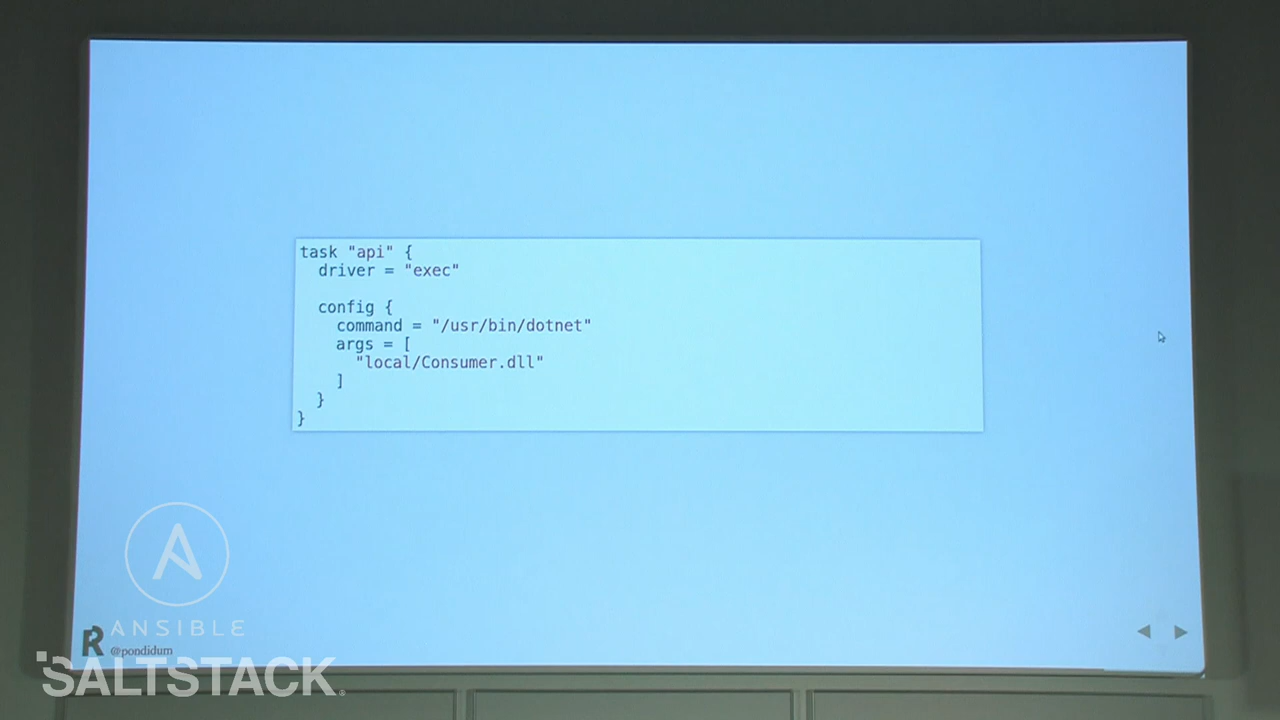 task "api" {
driver = "exec"
config {
command = "/usr/bin/dotnet"
args = [
"local/Consumer.dll"
]
}
}
ANSIBLE
R @pondidum
SALTSTACK